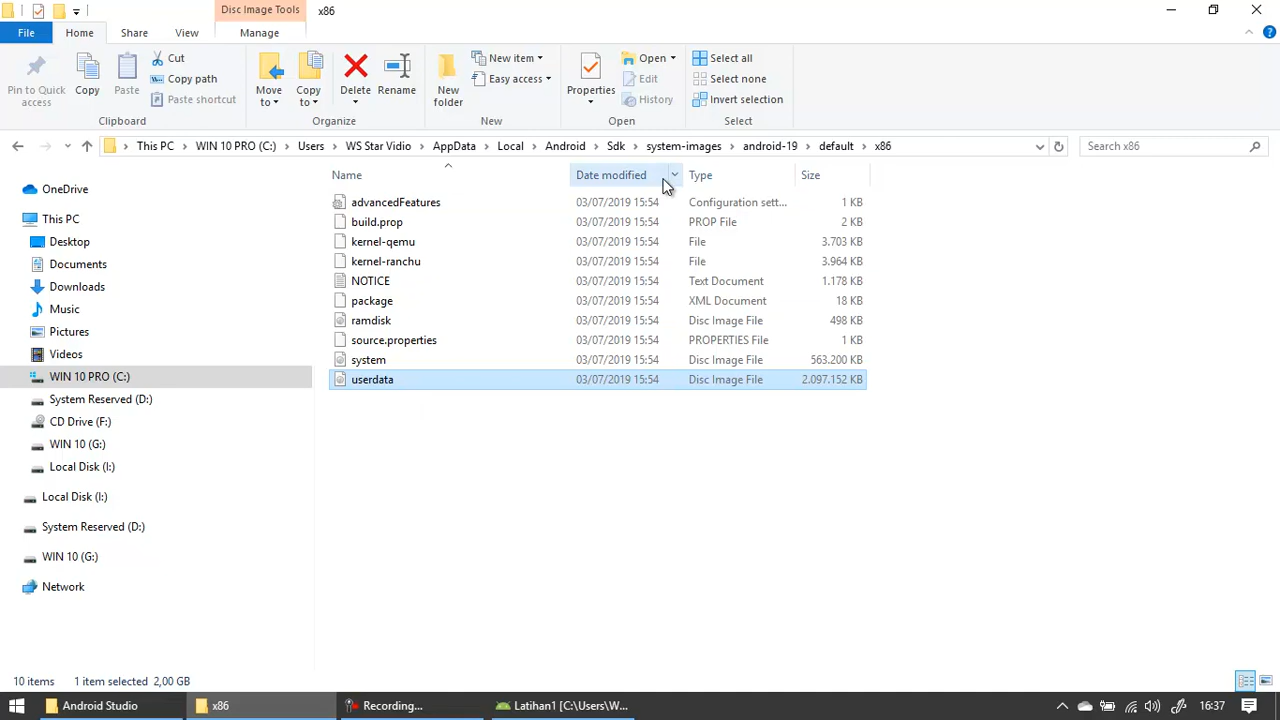 Disc Image Tools
x86
File
Home
Share
View
Manage
Pin to Quick access
Copy
Paste
Cut
Copy path
Paste shortcut
Clipboard
Move to
Copy to
Delete
Rename
Organize
New folder
New item
Easy access
New
Properties
Open
Edit
History
Open
Select all
Select none
Invert selection
Select
This PC > WIN 10 PRO (C:) > Users > WS Star Vidio > AppData > Local > Android > Sdk > system-images > android-19 > default > x86
Search x86
Name Date modified Type Size
OneDrive
This PC
Desktop
Documents
Downloads
Music
Pictures
Videos
WIN 10 PRO (C:)
System Reserved (D:)
CD Drive (F:)
WIN 10 (G:)
Local Disk (I:)
Local Disk (I:)
System Reserved (D:)
WIN 10 (G:)
Network
advancedFeatures 03/07/2019 15:54 Configuration sett... 1 KB
build.prop 03/07/2019 15:54 PROP File 2 KB
kernel-qemu 03/07/2019 15:54 File 3.703 KB
kernel-ranchu 03/07/2019 15:54 File 3.964 KB
NOTICE 03/07/2019 15:54 Text Document 1.178 KB
package 03/07/2019 15:54 XML Document 18 KB
ramdisk 03/07/2019 15:54 Disc Image File 498 KB
source.properties 03/07/2019 15:54 PROPERTIES File 1 KB
system 03/07/2019 15:54 Disc Image File 563.200 KB
userdata 03/07/2019 15:54 Disc Image File 2.097.152 KB
10 items 1 item selected 2,00 GB
Android Studio
x86
Recording...
Latihan1 [C:\Users\W...
16:37